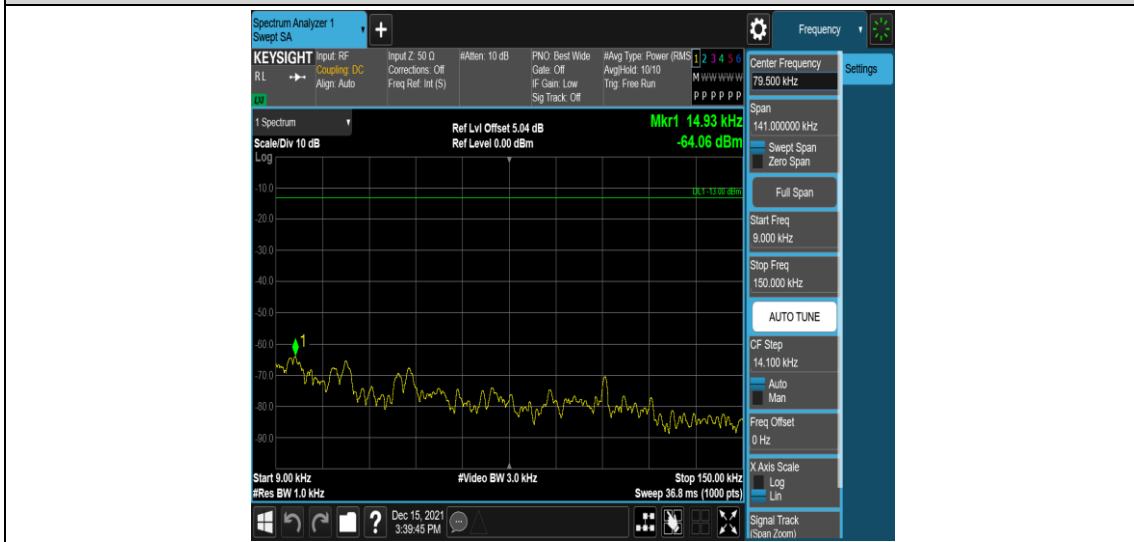 Spectrum Analyzer 1
Swept SA
+
Frequency
KEYSIGHT
Input: RF
Input Z: 50 Ω
#Atten: 10 dB
PNO: Best Wide
#Avg Type: Power (RMS
1 2 3 4 5 6
RL
Coupling: DC
Corrections: Off
Gate: Off
Avg|Hold: 10/10
M W W W W W
Align: Auto
Freq Ref: Int (S)
IF Gain: Low
Trig: Free Run
Sig Track: Off
P P P P P P
LXI
Center Frequency
79.500 kHz
Settings
1 Spectrum
Ref Lvl Offset 5.04 dB
Mkr1 14.93 kHz
Scale/Div 10 dB
Ref Level 0.00 dBm
-64.06 dBm
Log
DL1 -13.00 dBm
-10.0
-20.0
-30.0
-40.0
-50.0
-60.0
1
-70.0
-80.0
-90.0
Span
141.000000 kHz
Swept Span
Zero Span
Full Span
Start Freq
9.000 kHz
Stop Freq
150.000 kHz
AUTO TUNE
CF Step
14.100 kHz
Auto
Man
Freq Offset
0 Hz
X Axis Scale
Log
Lin
Signal Track
(Span Zoom)
Start 9.00 kHz
#Video BW 3.0 kHz
Stop 150.00 kHz
#Res BW 1.0 kHz
Sweep 36.8 ms (1000 pts)
?
Dec 15, 2021
3:39:45 PM